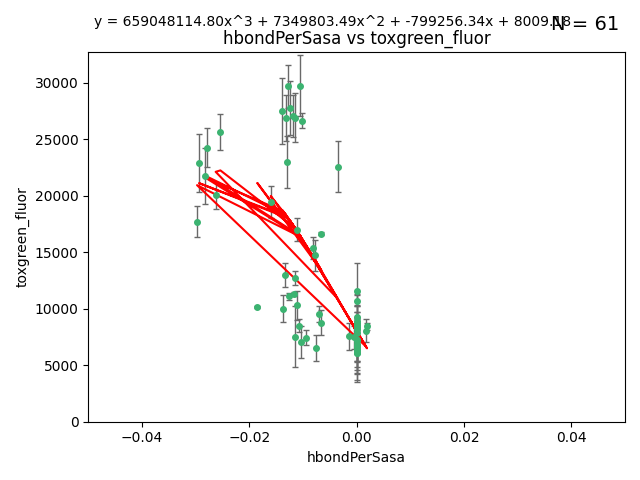 y = 659048114.80x^3 + 7349803.49x^2 + -799256.34x + 8009.
N = 61
hbondPerSasa vs toxgreen_fluor
30000
25000
20000
15000
10000
5000
0
toxgreen_fluor
−0.04 −0.02 0.00 0.02 0.04
hbondPerSasa